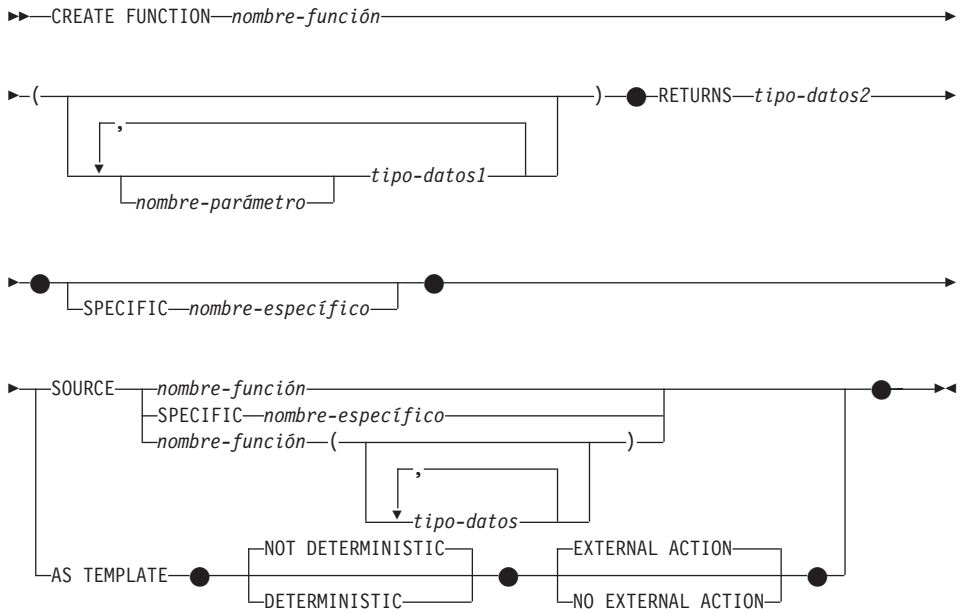 CREATE FUNCTION nombre-función
( ) RETURNS tipo-datos2
,
tipo-datos1
nombre-parámetro
SPECIFIC nombre-específico
SOURCE nombre-función
SPECIFIC nombre-específico
nombre-función ( )
,
tipo-datos
NOT DETERMINISTIC EXTERNAL ACTION
AS TEMPLATE
DETERMINISTIC NO EXTERNAL ACTION